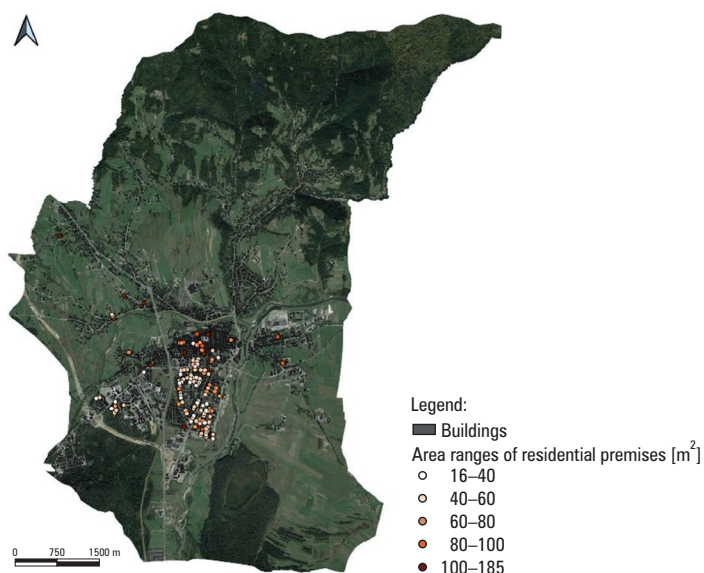 Legend:
Buildings
Area ranges of residential premises [m²]
16–40
40–60
60–80
80–100
100–185
0 750 1500 m